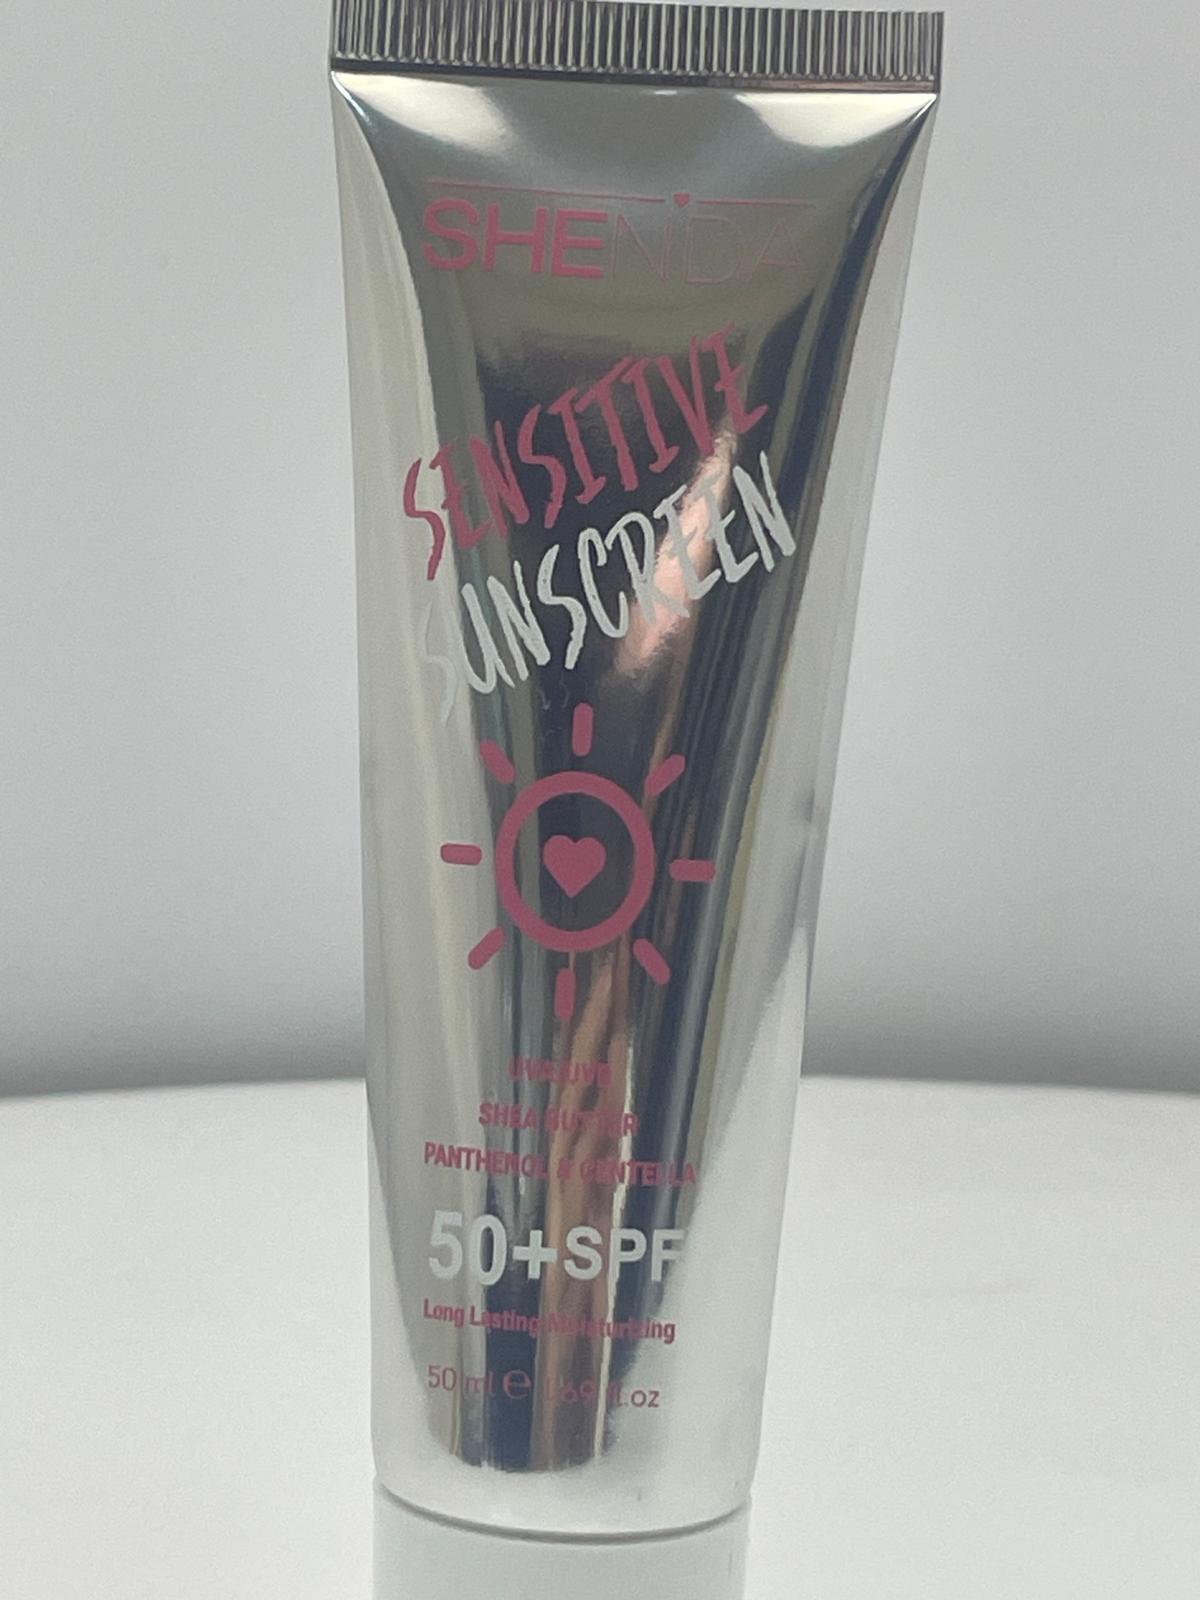 SHENDA
SENSITIVE
SUNSCREEN
UVA/UVB
SHEA BUTTER
PANTHENOL & CENTELLA
50+SPF
Long Lasting Moisturizing
50 ml e 1.69 fl.oz